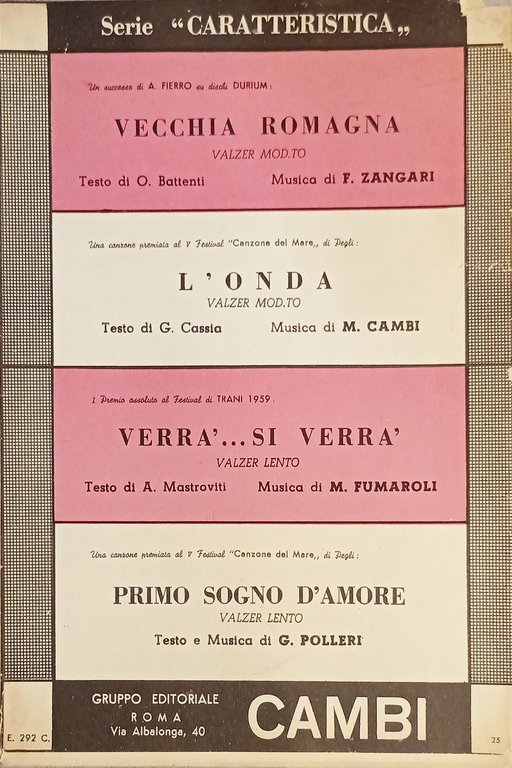 Serie “CARATTERISTICA„
Un successo di A. FIERRO su dischi DURIUM:
VECCHIA ROMAGNA
VALZER MOD.TO
Testo di O. Battenti Musica di F. ZANGARI
Una canzone premiata al V Festival "Canzone del Mare„ di Pegli:
L'ONDA
VALZER MOD.TO
Testo di G. Cassia Musica di M. CAMBI
1 Premio assoluto al Festival di TRANI 1959:
VERRA'...SI VERRA'
VALZER LENTO
Testo di A. Mastroviti Musica di M. FUMAROLI
Una canzone premiata al V Festival "Canzone del Mare„ di Pegli:
PRIMO SOGNO D'AMORE
VALZER LENTO
Testo e Musica di G. POLLERI
GRUPPO EDITORIALE
ROMA
Via Albalonga, 40
CAMBI
E. 292 C.
25